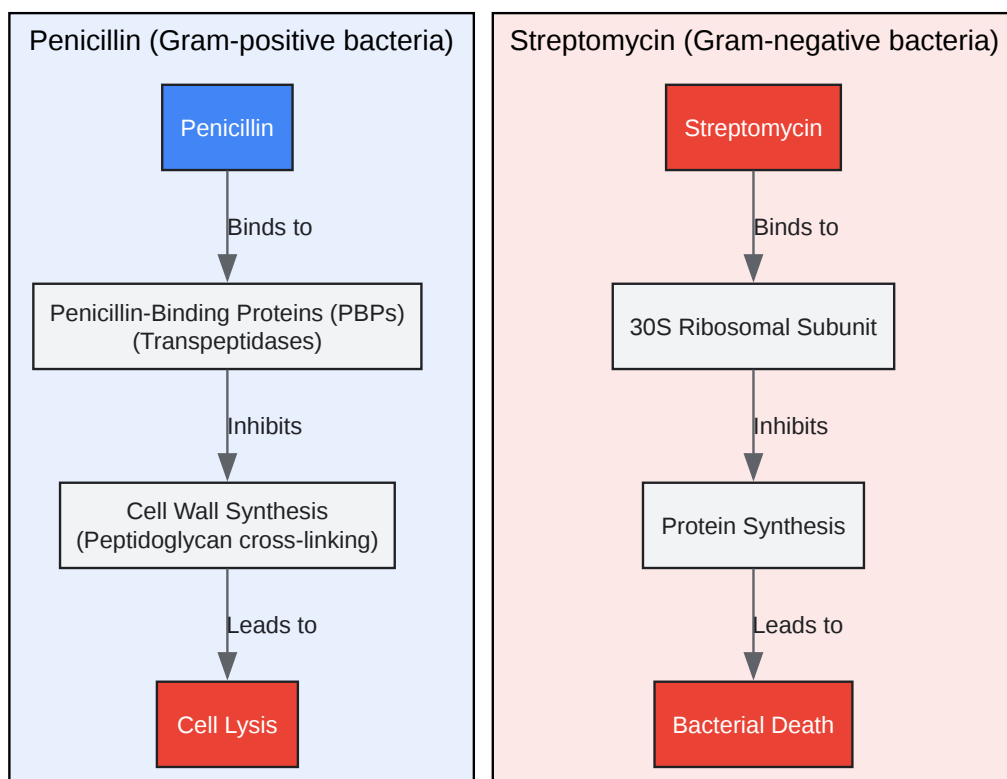 Penicillin (Gram-positive bacteria)
Penicillin
Binds to
Penicillin-Binding Proteins (PBPs)
(Transpeptidases)
Inhibits
Cell Wall Synthesis
(Peptidoglycan cross-linking)
Leads to
Cell Lysis
Streptomycin (Gram-negative bacteria)
Streptomycin
Binds to
30S Ribosomal Subunit
Inhibits
Protein Synthesis
Leads to
Bacterial Death